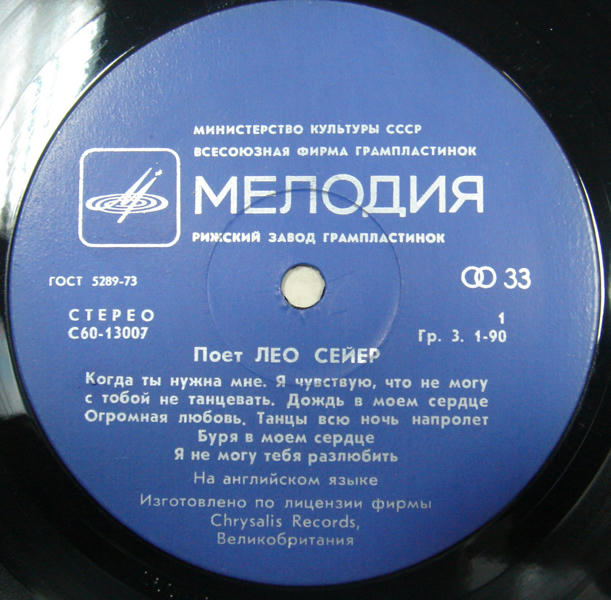 МИНИСТЕРСТВО КУЛЬТУРЫ СССР
ВСЕСОЮЗНАЯ ФИРМА ГРАМПЛАСТИНОК
МЕЛОДИЯ
РИЖСКИЙ ЗАВОД ГРАМПЛАСТИНОК
ГОСТ 5289-73
33
СТЕРЕО
1
С60-13007
Гр. 3. 1-90
Поет ЛЕО СЕЙЕР
Когда ты нужна мне. Я чувствую, что не могу
с тобой не танцевать. Дождь в моем сердце
Огромная любовь. Танцы всю ночь напролет
Буря в моем сердце
Я не могу тебя разлюбить
На английском языке
Изготовлено по лицензии фирмы
Chrysalis Records,
Великобритания